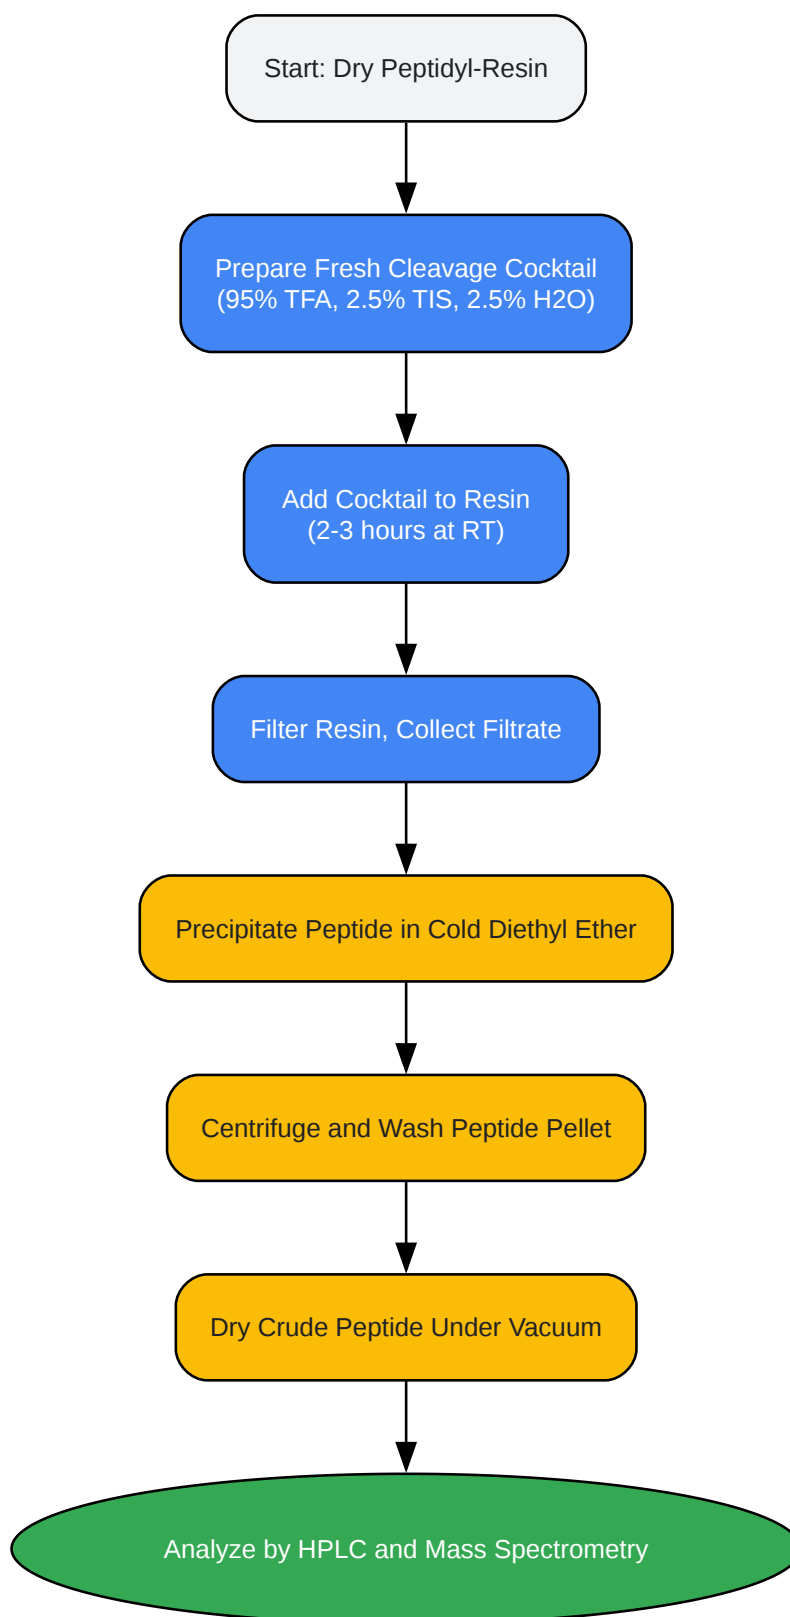 Start: Dry Peptidyl-Resin
Prepare Fresh Cleavage Cocktail
(95% TFA, 2.5% TIS, 2.5% H2O)
Add Cocktail to Resin
(2-3 hours at RT)
Filter Resin, Collect Filtrate
Precipitate Peptide in Cold Diethyl Ether
Centrifuge and Wash Peptide Pellet
Dry Crude Peptide Under Vacuum
Analyze by HPLC and Mass Spectrometry